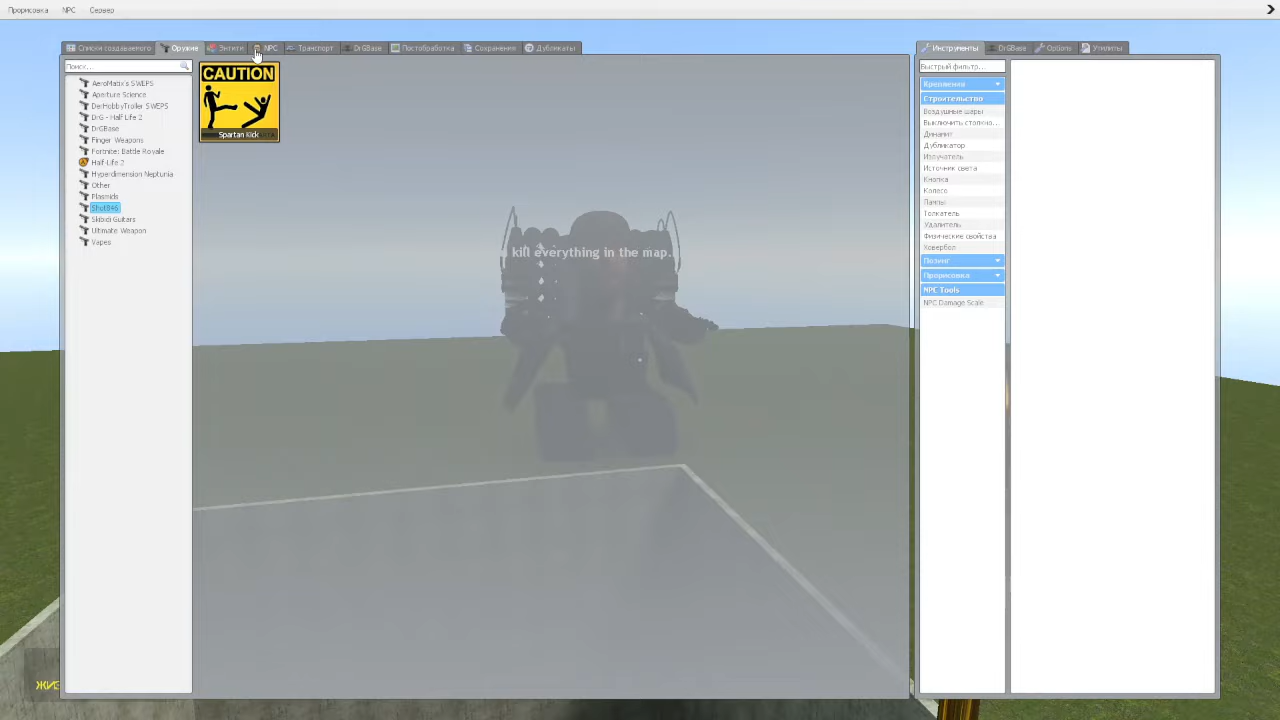 Прорисовка NPC Сервер
Списки создаваемого Оружие Энтити NPC Транспорт DrGBase Постобработка Сохранения Дубликаты
Инструменты DrGBase Options Утилиты
Поиск...
AeroMatix's SWEPS
Aperture Science
DerHobbyTroller SWEPS
DrG - Half Life 2
DrGBase
Finger Weapons
Fortnite: Battle Royale
Half-Life 2
Hyperdimension Neptunia
Other
Plasmids
Shot846
Skibidi Guitars
Ultimate Weapon
Vapes
CAUTION
Spartan Kick
kill everything in the map.
Быстрый фильтр...
Крепления
Строительство
Воздушные шары
Выключить столкно...
Динамит
Дубликатор
Излучатель
Источник света
Кнопка
Колесо
Лампы
Толкатель
Удалитель
Физические свойства
Ховербол
Позинг
Прорисовка
NPC Tools
NPC Damage Scale